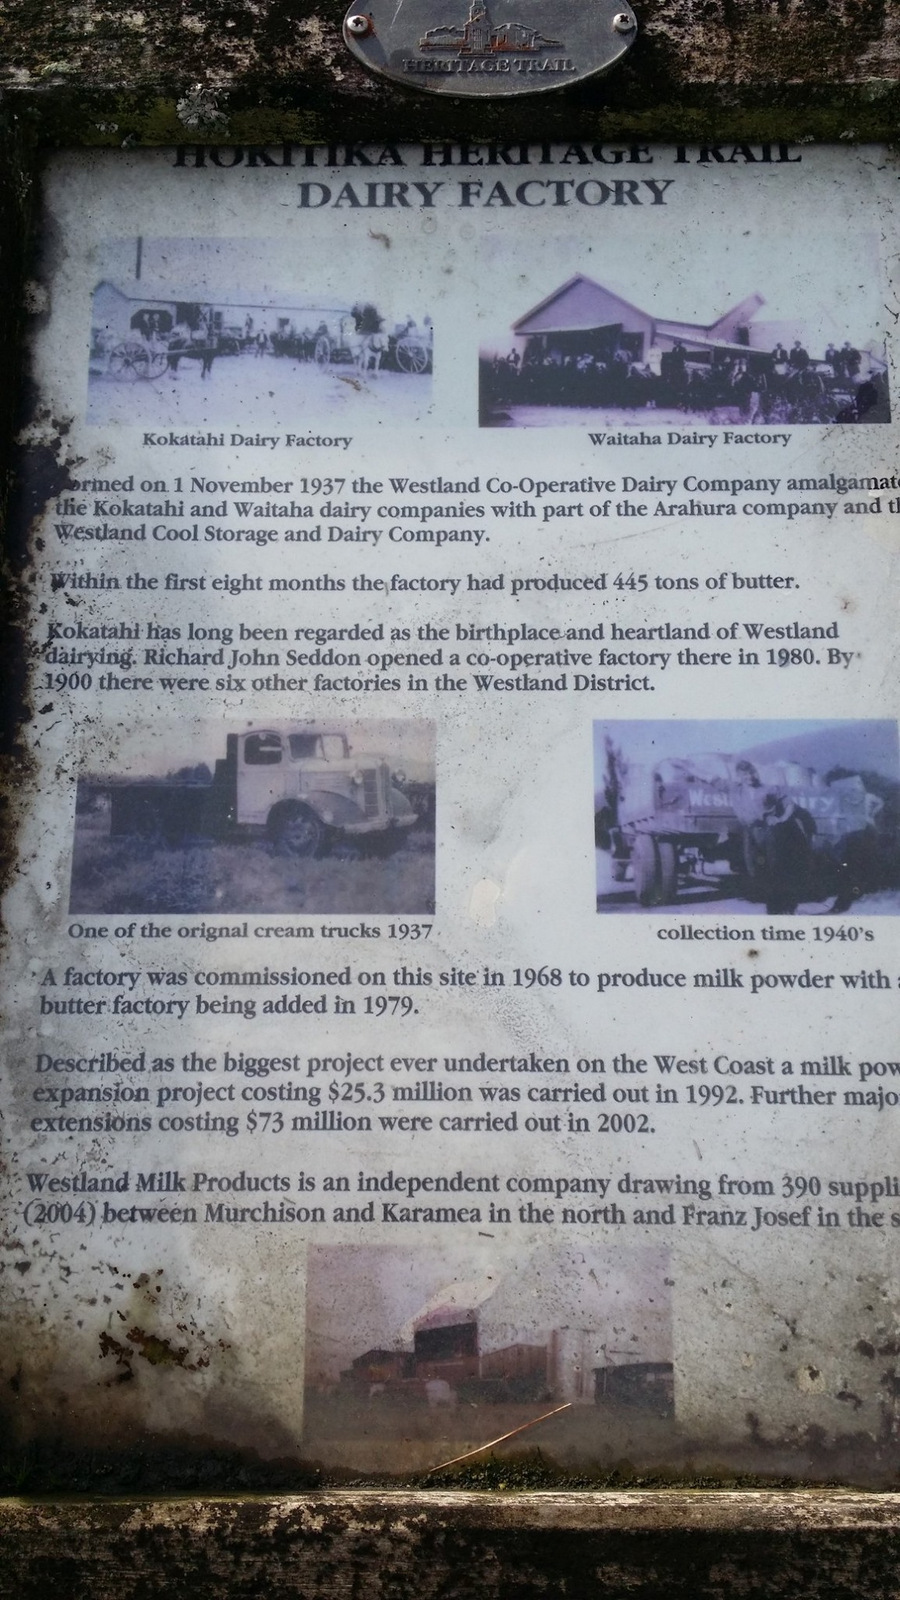 HERITAGE TRAIL
HOKITIKA HERITAGE TRAIL
DAIRY FACTORY
Kokatahi Dairy Factory
Waitaha Dairy Factory
ormed on 1 November 1937 the Westland Co-Operative Dairy Company amalgamat
the Kokatahi and Waitaha dairy companies with part of the Arahura company and th
Westland Cool Storage and Dairy Company.
Within the first eight months the factory had produced 445 tons of butter.
Kokatahi has long been regarded as the birthplace and heartland of Westland
dairying. Richard John Seddon opened a co-operative factory there in 1980. By
1900 there were six other factories in the Westland District.
West
iry
One of the orignal cream trucks 1937
collection time 1940's
A factory was commissioned on this site in 1968 to produce milk powder with a
butter factory being added in 1979.
Described as the biggest project ever undertaken on the West Coast a milk pow
expansion project costing $25.3 million was carried out in 1992. Further majo
extensions costing $73 million were carried out in 2002.
Westland Milk Products is an independent company drawing from 390 suppli
(2004) between Murchison and Karamea in the north and Franz Josef in the s